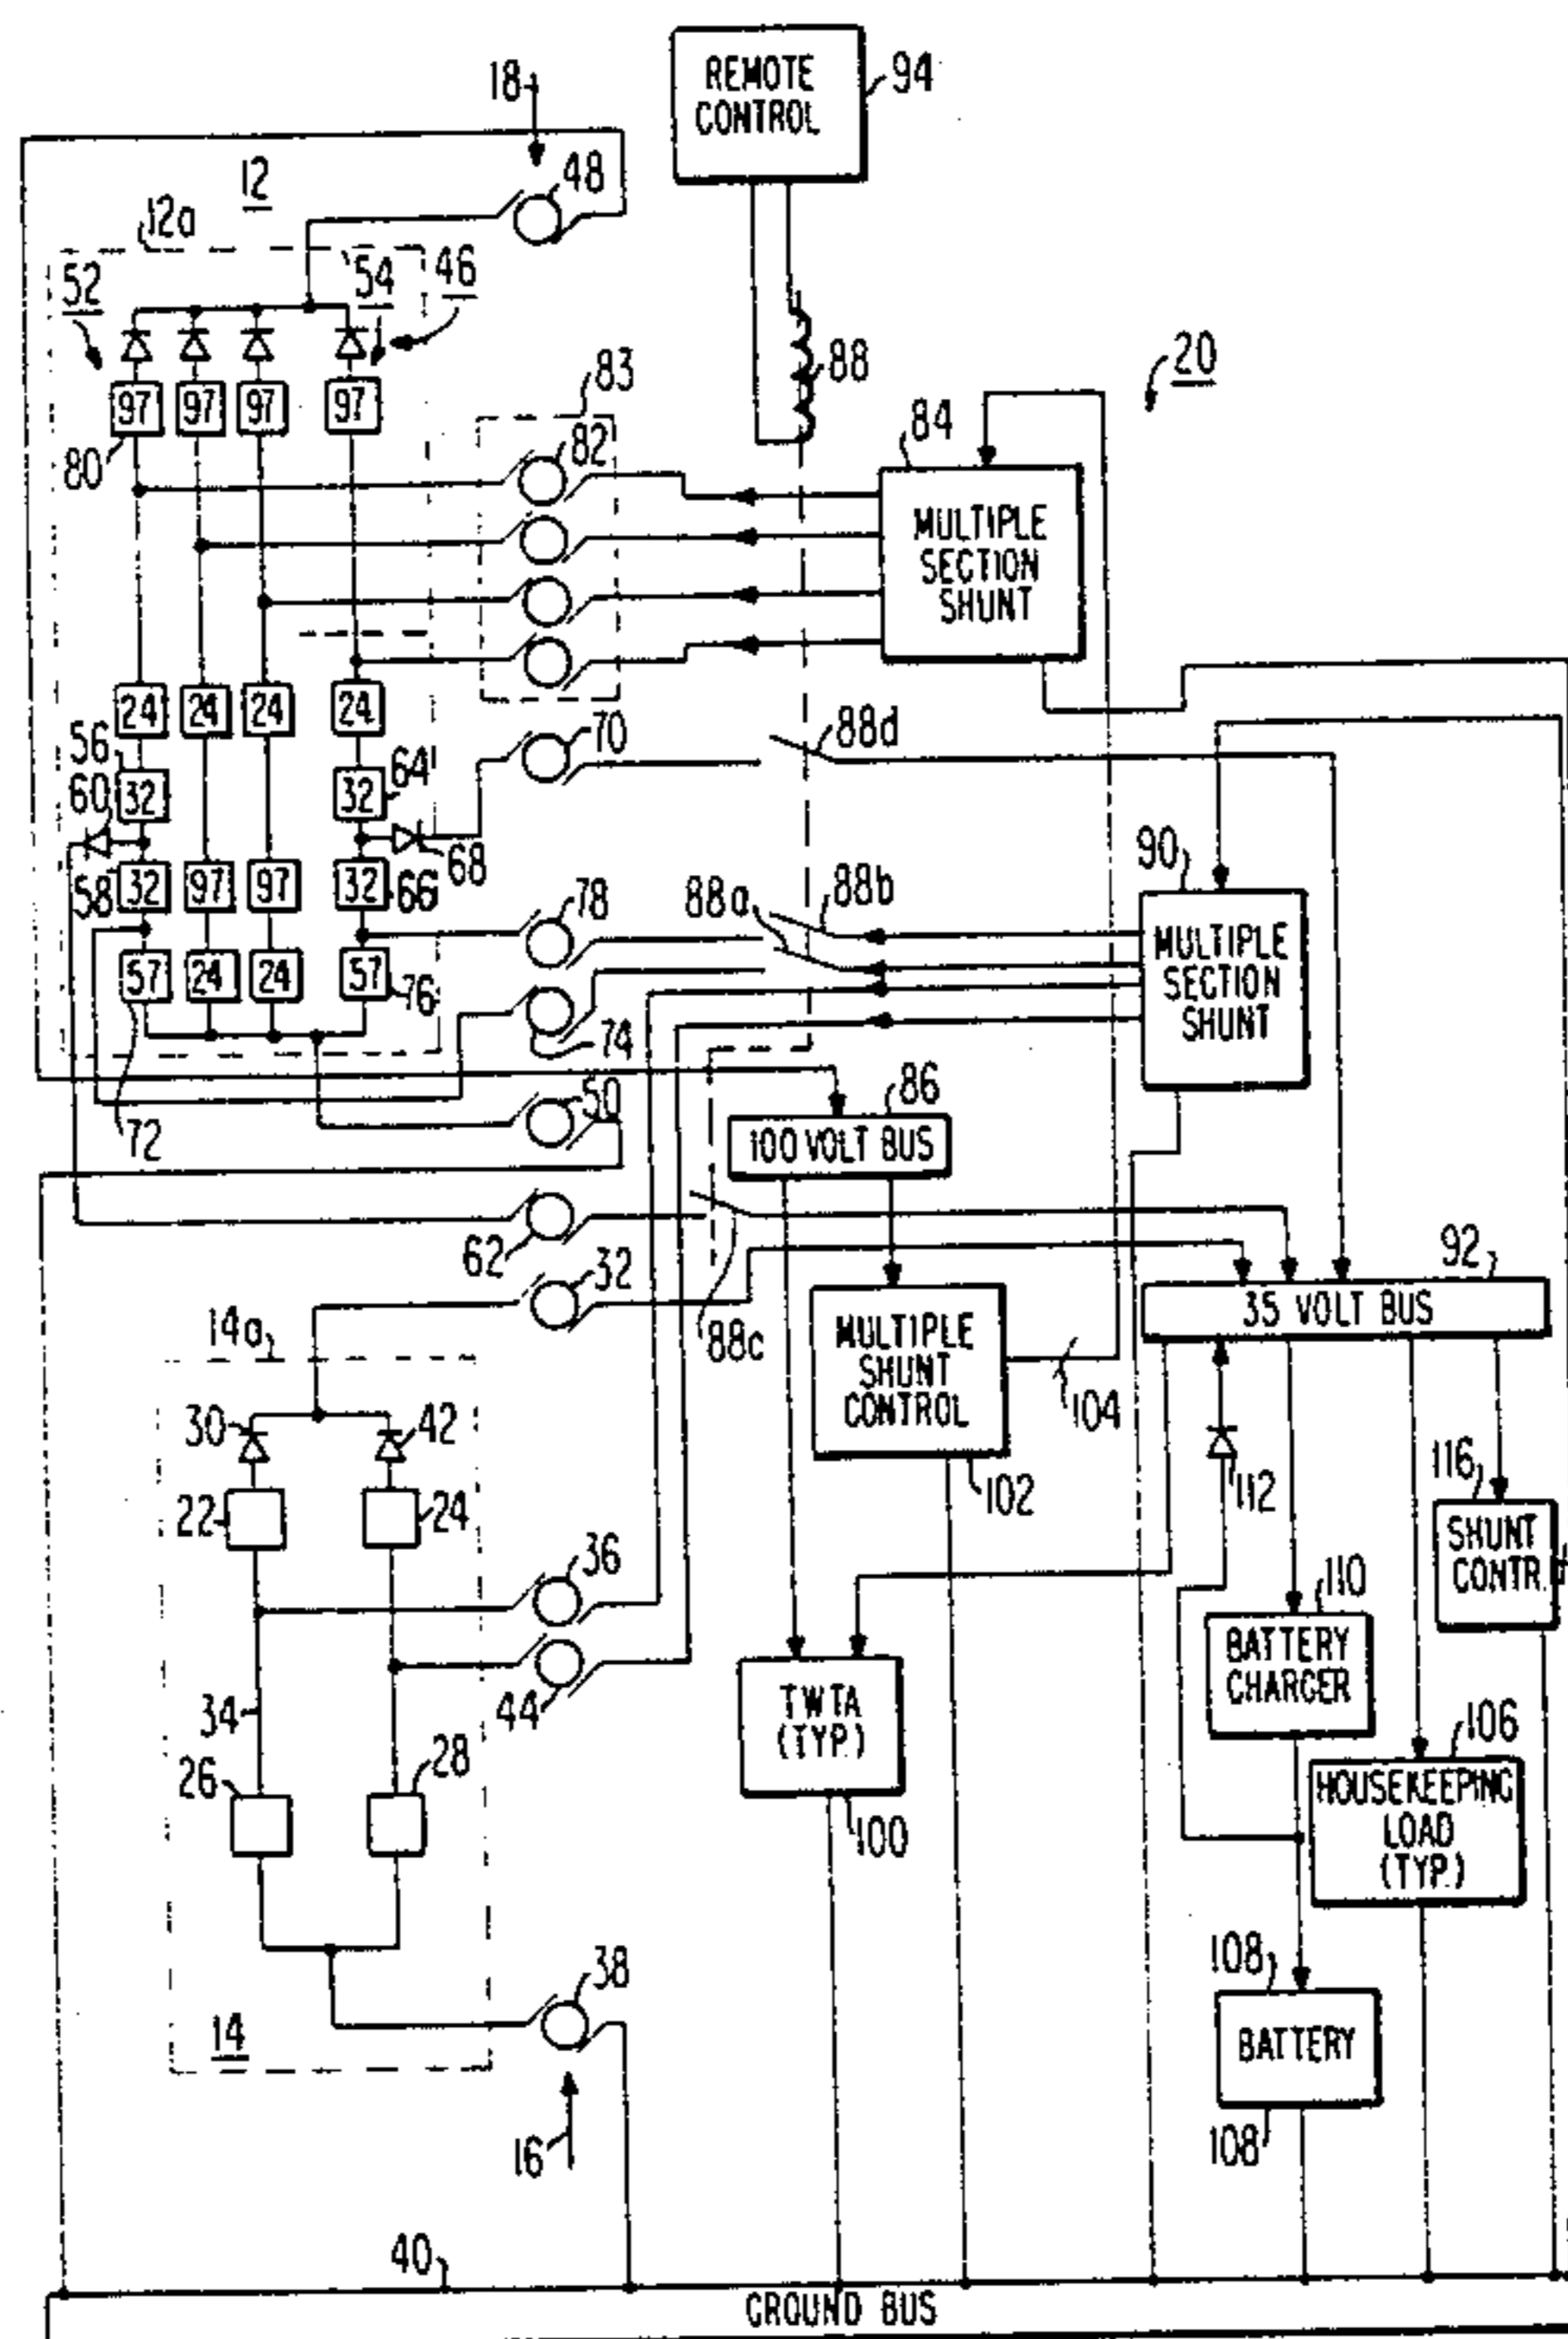 REMOTE
CONTROL
94
18
48
12
12a
52
54
46
88
20
97
97
97
97
80
83
82
84
MULTIPLE
SECTION
SHUNT
24
24
24
24
70
88d
56
32
60
32
64
68
58
32
97
97
32
66
78
88a
88b
90
MULTIPLE
SECTION
SHUNT
57
24
24
57
76
74
72
50
86
100 VOLT BUS
62
32
88c
92
35 VOLT BUS
14a
MULTIPLE
SHUNT
CONTROL
104
102
30
42
22
24
112
116
SHUNT
CONTR.
36
44
34
110
BATTERY
CHARGER
TWTA
(TYP.)
100
106
HOUSEKEEPING
LOAD
(TYP.)
26
28
38
14
16
108
BATTERY
108
40
GROUND BUS